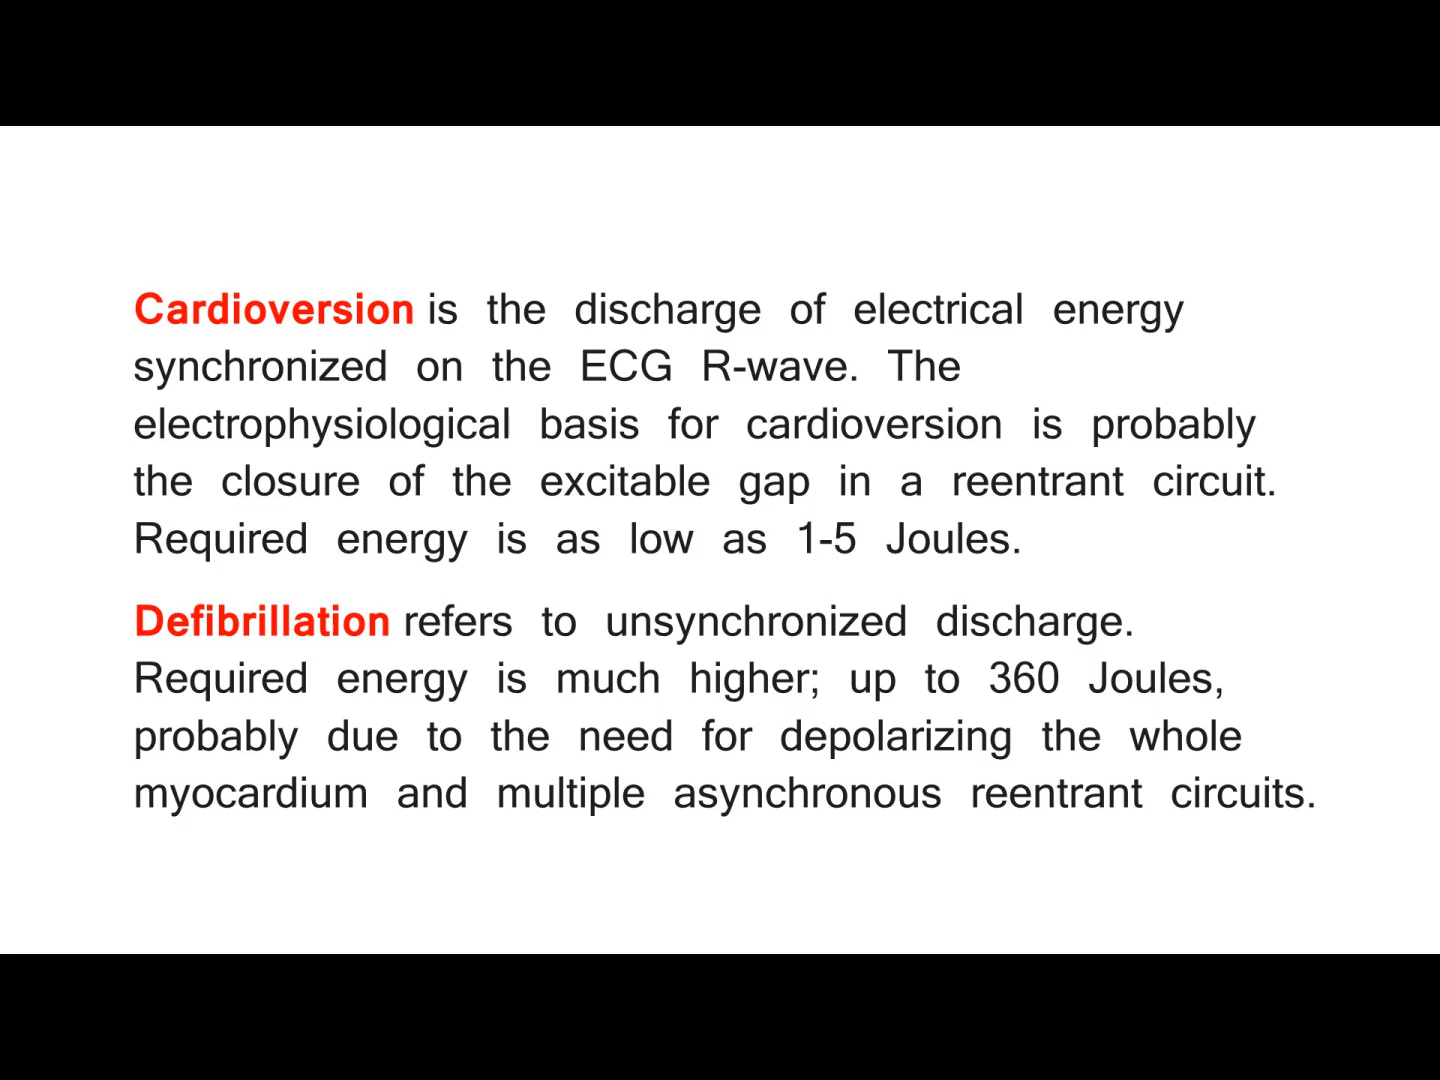 Cardioversion is the discharge of electrical energy
synchronized on the ECG R-wave. The
electrophysiological basis for cardioversion is probably
the closure of the excitable gap in a reentrant circuit.
Required energy is as low as 1-5 Joules.
Defibrillation refers to unsynchronized discharge.
Required energy is much higher; up to 360 Joules,
probably due to the need for depolarizing the whole
myocardium and multiple asynchronous reentrant circuits.